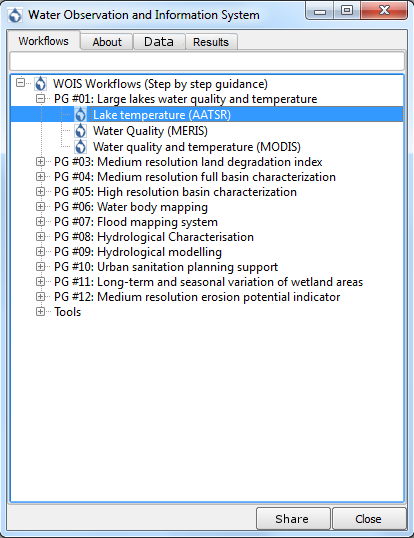 Water Observation and Information System
Workflows About Data Results
WOIS Workflows (Step by step guidance)
PG #01: Large lakes water quality and temperature
Lake temperature (AATSR)
Water Quality (MERIS)
Water quality and temperature (MODIS)
PG #03: Medium resolution land degradation index
PG #04: Medium resolution full basin characterization
PG #05: High resolution basin characterization
PG #06: Water body mapping
PG #07: Flood mapping system
PG #08: Hydrological Characterisation
PG #09: Hydrological modelling
PG #10: Urban sanitation planning support
PG #11: Long-term and seasonal variation of wetland areas
PG #12: Medium resolution erosion potential indicator
Tools
Share Close